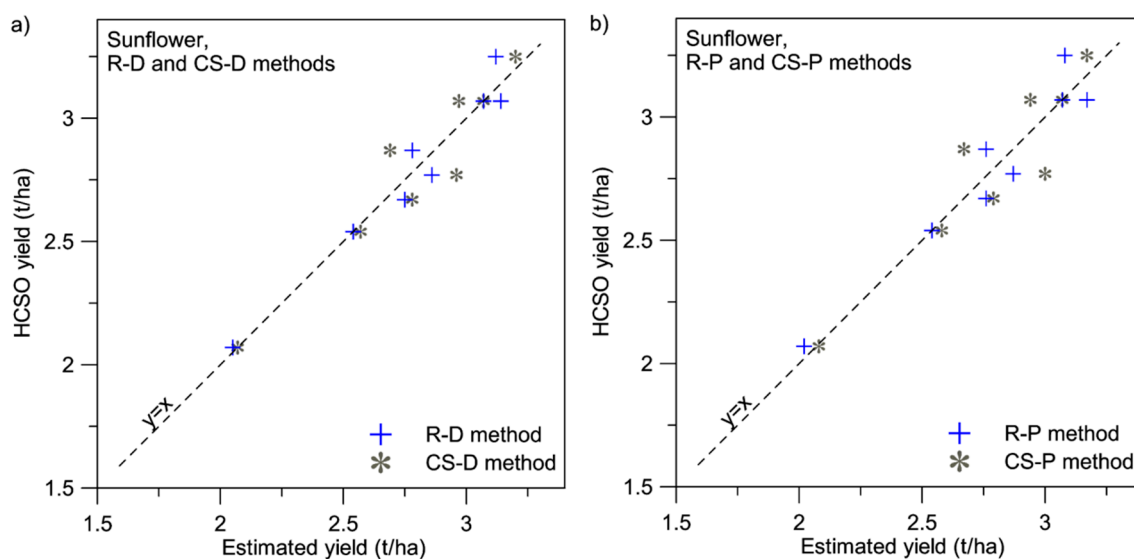 a)
Sunflower,
R-D and CS-D methods
HCSO yield (t/ha)
3
2.5
2
1.5
y=x
R-D method
CS-D method
1.5 2 2.5 3
Estimated yield (t/ha)
b)
Sunflower,
R-P and CS-P methods
HCSO yield (t/ha)
3
2.5
2
1.5
y=x
R-P method
CS-P method
1.5 2 2.5 3
Estimated yield (t/ha)